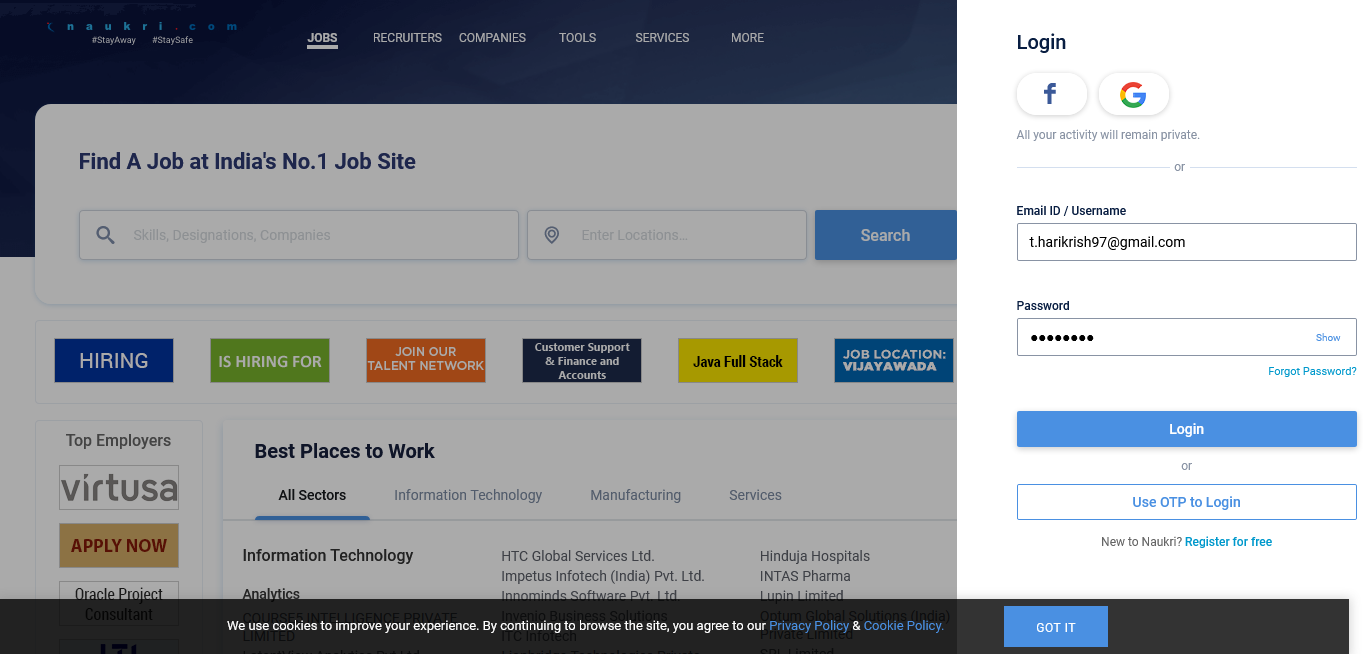 naukri.com
#StayAway #StaySafe
JOBS
RECRUITERS
COMPANIES
TOOLS
SERVICES
MORE
Find A Job at India's No.1 Job Site
Skills, Designations, Companies
Enter Locations...
Search
HIRING
IS HIRING FOR
JOIN OUR
TALENT NETWORK
Customer Support
& Finance and
Accounts
Java Full Stack
JOB LOCATION:
VIJAYAWADA
Top Employers
virtusa
APPLY NOW
Oracle Project
Consultant
Best Places to Work
All Sectors
Information Technology
Manufacturing
Services
Information Technology
Analytics
COURSES INTELLIGENCE PRIVATE
LIMITED
HTC Global Services Ltd.
Impetus Infotech (India) Pvt. Ltd.
Innominds Software Pvt. Ltd.
Invenio Business Solutions
ITC Infotech
Hinduja Hospitals
INTAS Pharma
Lupin Limited
Optum Global Solutions (India)
Private Limited
SRL Limited
Login
f G
All your activity will remain private.
or
Email ID / Username
t.harikrish97@gmail.com
Password
●●●●●●●●
Show
Forgot Password?
Login
or
Use OTP to Login
New to Naukri? Register for free
We use cookies to improve your experience. By continuing to browse the site, you agree to our Privacy Policy & Cookie Policy.
GOT IT